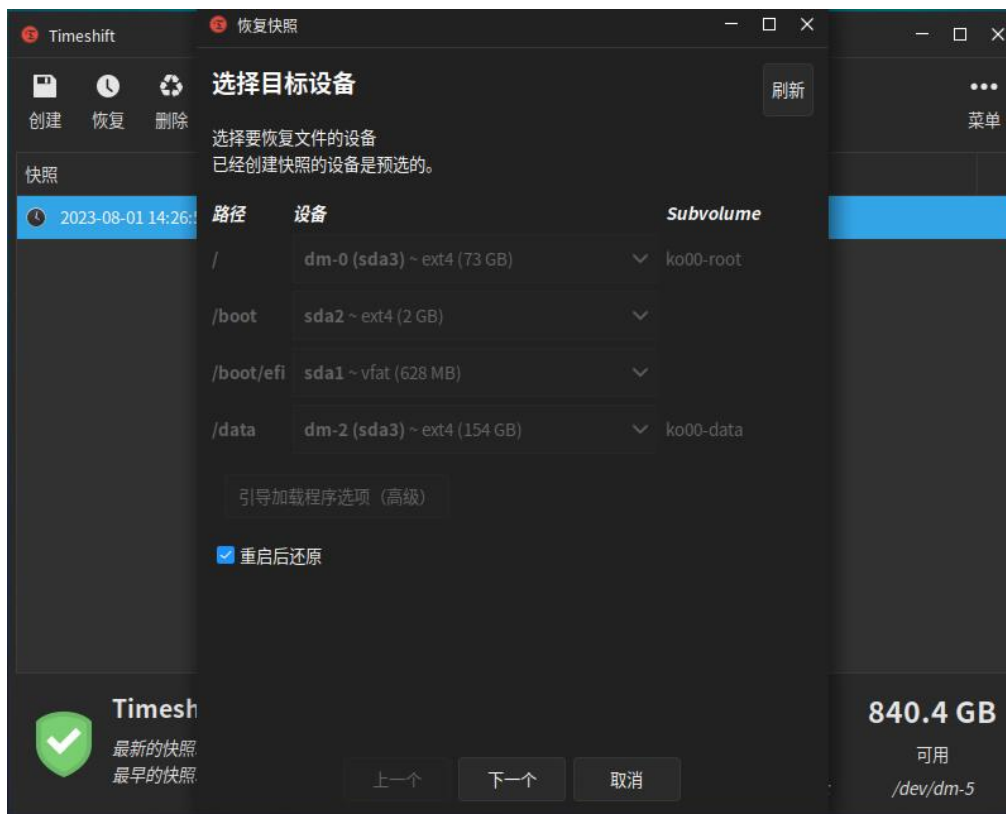 Timeshift
创建
恢复
删除
菜单
快照
2023-08-01 14:26:5
恢复快照
选择目标设备
刷新
选择要恢复文件的设备
已经创建快照的设备是预选的。
路径 设备 Subvolume
/ dm-0 (sda3) ~ ext4 (73 GB) ko00-root
/boot sda2 ~ ext4 (2 GB)
/boot/efi sda1 ~ vfat (628 MB)
/data dm-2 (sda3) ~ ext4 (154 GB) ko00-data
引导加载程序选项（高级）
重启后还原
上一个 下一个 取消
Timesh
最新的快照
最早的快照
840.4 GB
可用
/dev/dm-5